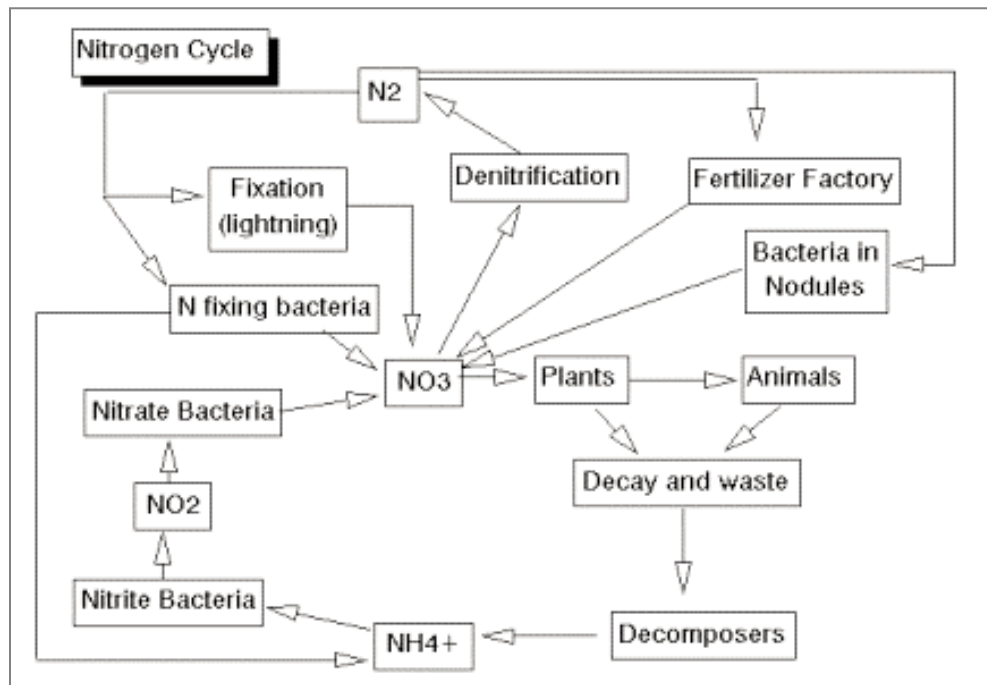 Nitrogen Cycle
N2
Fixation
(lightning)
Denitrification
Fertilizer Factory
Bacteria in
Nodules
N fixing bacteria
NO3
Plants
Animals
Nitrate Bacteria
Decay and waste
NO2
Nitrite Bacteria
NH4+
Decomposers